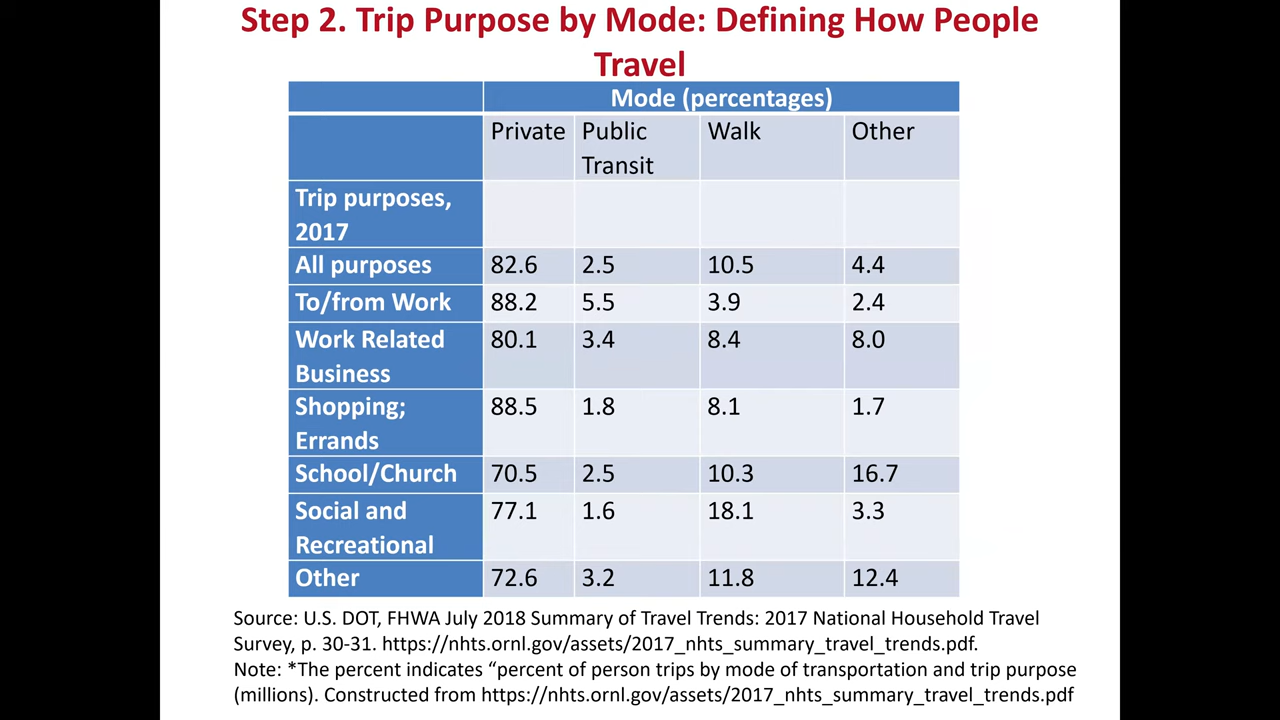 Step 2. Trip Purpose by Mode: Defining How People
Travel
Mode (percentages)
Private Public Walk Other
Transit
Trip purposes,
2017
All purposes 82.6 2.5 10.5 4.4
To/from Work 88.2 5.5 3.9 2.4
Work Related 80.1 3.4 8.4 8.0
Business
Shopping; 88.5 1.8 8.1 1.7
Errands
School/Church 70.5 2.5 10.3 16.7
Social and 77.1 1.6 18.1 3.3
Recreational
Other 72.6 3.2 11.8 12.4
Source: U.S. DOT, FHWA July 2018 Summary of Travel Trends: 2017 National Household Travel
Survey, p. 30-31. https://nhts.ornl.gov/assets/2017_nhts_summary_travel_trends.pdf.
Note: *The percent indicates “percent of person trips by mode of transportation and trip purpose
(millions). Constructed from https://nhts.ornl.gov/assets/2017_nhts_summary_travel_trends.pdf